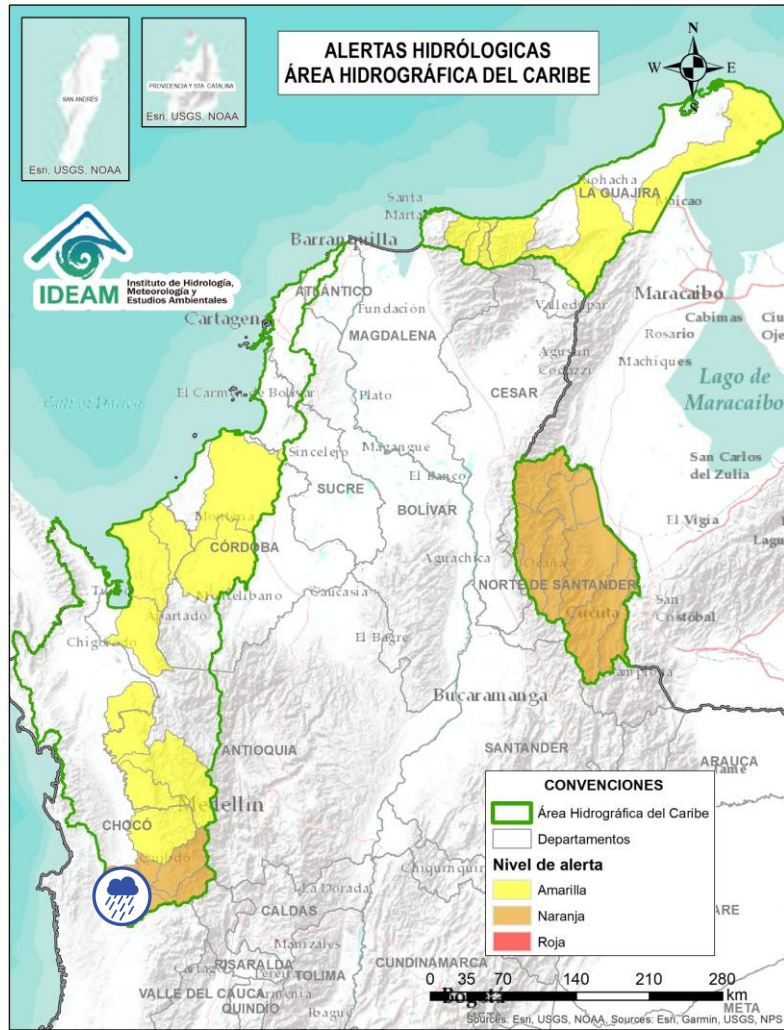 ALERTAS HIDRÓLOGICAS
ÁREA HIDROGRÁFICA DEL CARIBE
SAN ANDRÉS
Esri, USGS, NOAA
PROVIDENCIA Y STA. CATALINA
Esri, USGS, NOAA
N
W
E
S
IDEAM
Instituto de Hidrología,
Meteorología y
Estudios Ambientales
Santa
Marta
Riohacha
LA GUAJIRA
Maicao
Barranquilla
ATLÁNTICO
Fundación
Valledupar
Maracaibo
Cabimas
Cartagena
MAGDALENA
Rosario
Agustín
Codazzi
Machiques
CESAR
El Carmen de Bolívar
Plato
Lago de
Maracaibo
Sincelejo
Magangue
San Carlos
del Zulia
El Banco
SUCRE
BOLÍVAR
Montería
El Vigía
CÓRDOBA
Aguachica
Ocaña
NORTE DE SANTANDER
Montelíbano
Caucasia
Cucuta
San
Cristóbal
Apartado
Chigorodó
El Bagre
Bucaramanga
ANTIOQUIA
SANTANDER
ARAUCA
Medellín
CHOCÓ
Quibdó
La Dorada
CALDAS
Manizales
RISARALDA
TOLIMA
CUNDINAMARCA
VALLE DEL CAUCA
QUINDÍO
Ibague
Bogotá
META
META
CONVENCIONES
Área Hidrográfica del Caribe
Departamentos
Nivel de alerta
Amarilla
Naranja
Roja
0 35 70 140 210 280
km
Sources: Esri, USGS, NOAA, Sources: Esri, Garmin, USGS, NPS